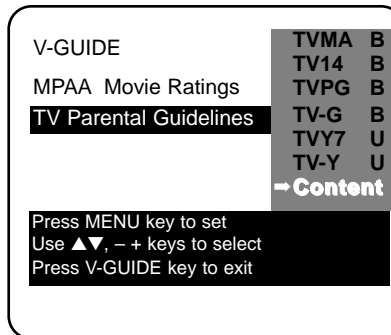 V-GUIDE
MPAA Movie Ratings
TV Parental Guidelines
TVMA B
TV14 B
TVPG B
TV-G B
TVY7 U
TV-Y U
➡Content
Press MENU key to set
Use ▲▼, – + keys to select
Press V-GUIDE key to exit